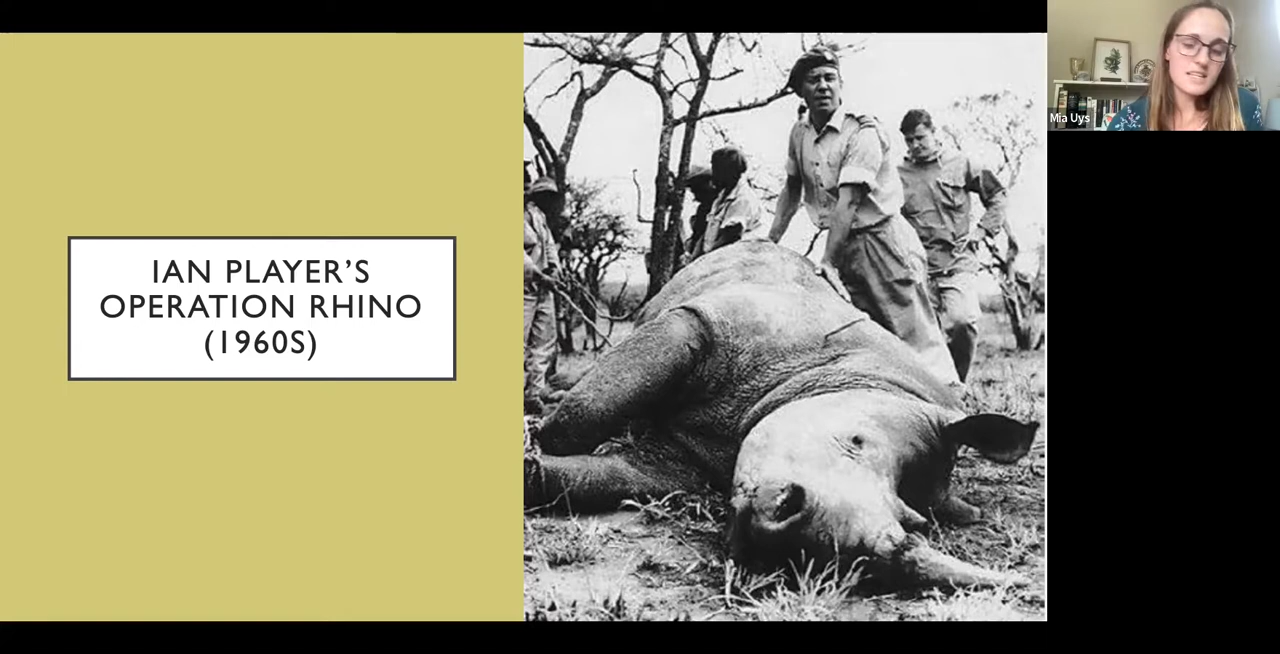 IAN PLAYER’S
OPERATION RHINO
(1960S)
Mia Uys